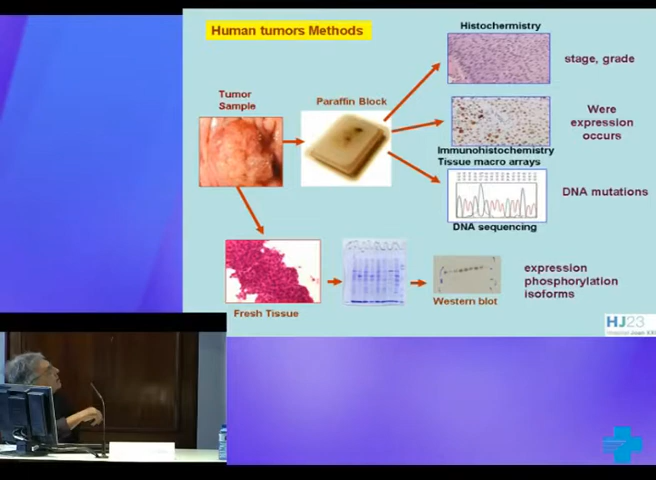 Human tumors Methods
Histochemistry
stage, grade
Tumor
Sample
Paraffin Block
Were
expression
occurs
Immunohistochemistry
Tissue macro arrays
DNA mutations
DNA sequencing
expression
phosphorylation
isoforms
Western blot
Fresh Tissue
HJ23